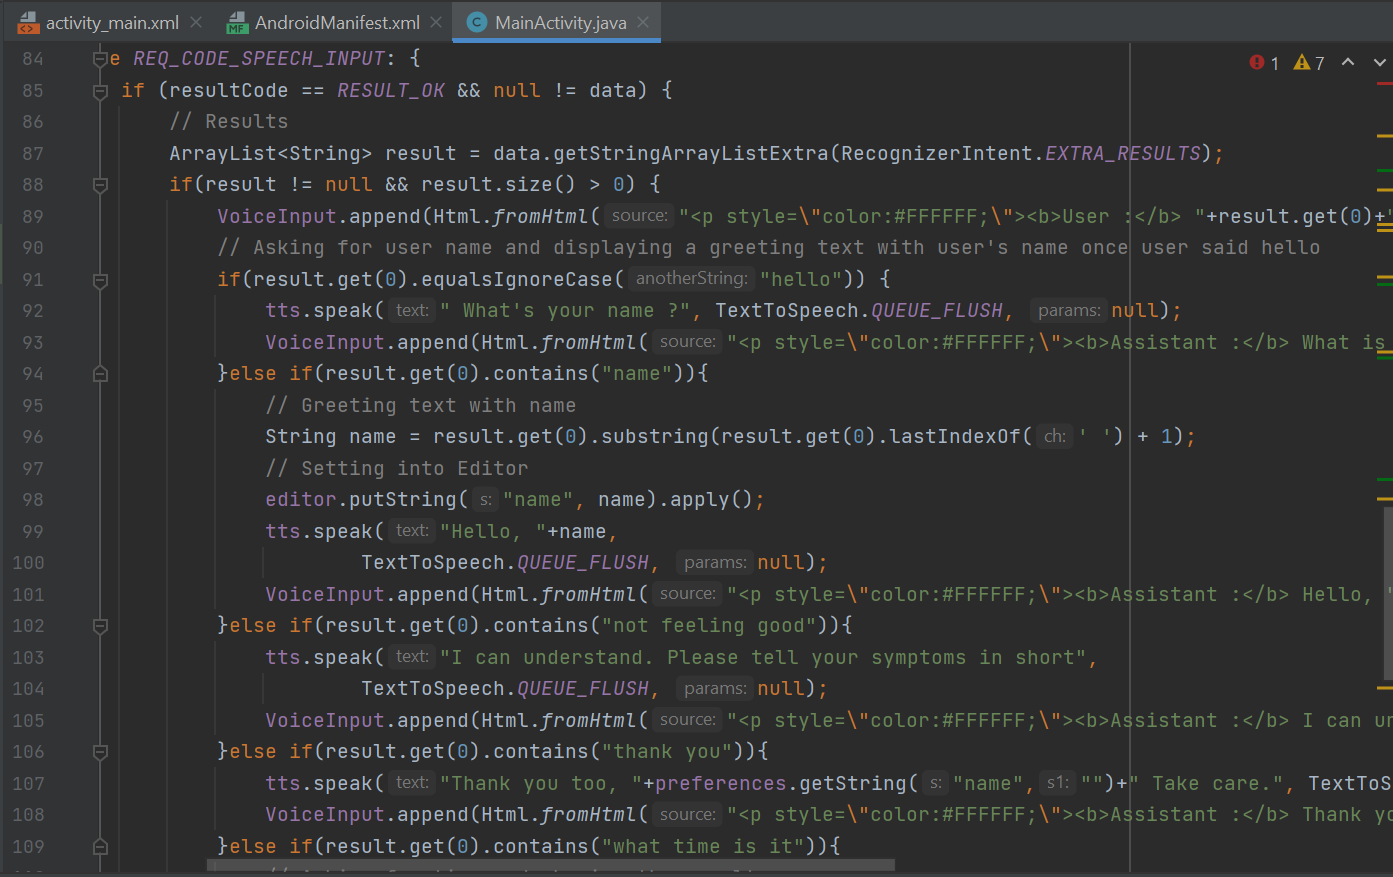 activity_main.xml AndroidManifest.xml MainActivity.java
1 7
84 e REQ_CODE_SPEECH_INPUT: {
85 if (resultCode == RESULT_OK && null != data) {
86 // Results
87 ArrayList<String> result = data.getStringArrayListExtra(RecognizerIntent.EXTRA_RESULTS);
88 if(result != null && result.size() > 0) {
89 VoiceInput.append(Html.fromHtml( source: "<p style=\"color:#FFFFFF;\"><b>User :</b> "+result.get(0)+"
90 // Asking for user name and displaying a greeting text with user's name once user said hello
91 if(result.get(0).equalsIgnoreCase( anotherString: "hello")) {
92 tts.speak( text: " What's your name ?", TextToSpeech.QUEUE_FLUSH, params: null);
93 VoiceInput.append(Html.fromHtml( source: "<p style=\"color:#FFFFFF;\"><b>Assistant :</b> What is
94 }else if(result.get(0).contains("name")){
95 // Greeting text with name
96 String name = result.get(0).substring(result.get(0).lastIndexOf( ch: ' ') + 1);
97 // Setting into Editor
98 editor.putString( s: "name", name).apply();
99 tts.speak( text: "Hello, "+name,
100 TextToSpeech.QUEUE_FLUSH, params: null);
101 VoiceInput.append(Html.fromHtml( source: "<p style=\"color:#FFFFFF;\"><b>Assistant :</b> Hello, "
102 }else if(result.get(0).contains("not feeling good")){
103 tts.speak( text: "I can understand. Please tell your symptoms in short",
104 TextToSpeech.QUEUE_FLUSH, params: null);
105 VoiceInput.append(Html.fromHtml( source: "<p style=\"color:#FFFFFF;\"><b>Assistant :</b> I can un
106 }else if(result.get(0).contains("thank you")){
107 tts.speak( text: "Thank you too, "+preferences.getString( s: "name", s1: "")+" Take care.", TextToS
108 VoiceInput.append(Html.fromHtml( source: "<p style=\"color:#FFFFFF;\"><b>Assistant :</b> Thank yo
109 }else if(result.get(0).contains("what time is it")){